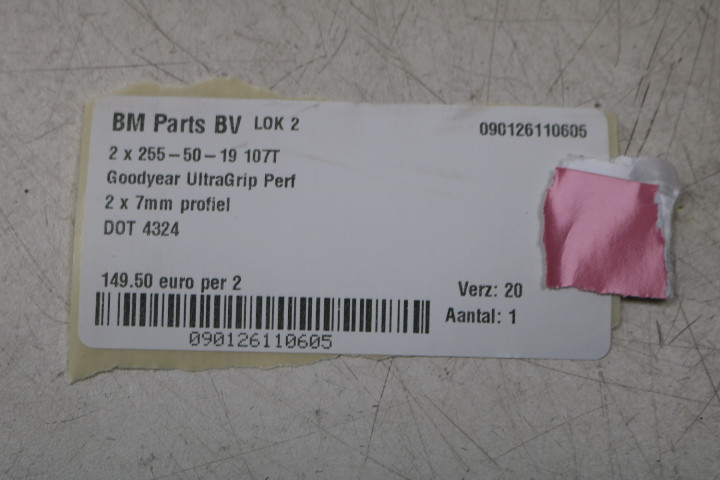 BM Parts BV LOK 2 090126110605
2 x 255-50-19 107T
Goodyear UltraGrip Perf
2 x 7mm profiel
DOT 4324
149.50 euro per 2 Verz: 20
Aantal: 1
090126110605